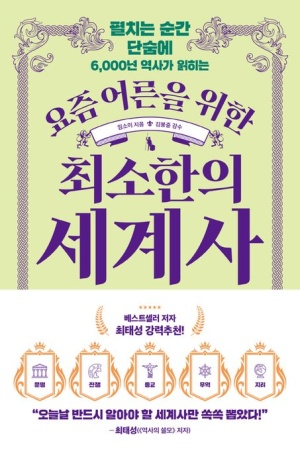 펼치는 순간
단숨에
6,000년 역사가 읽히는
요즘 어른을 위한
임소미 지음 김봉중 감수
최소한의
세계사
베스트셀러 저자
최태성 강력추천!
문명 전쟁 종교 무역 지리
“오늘날 반드시 알아야 할 세계사만 쏙쏙 뽑았다!”
– 최태성(《역사의 쓸모》 저자)